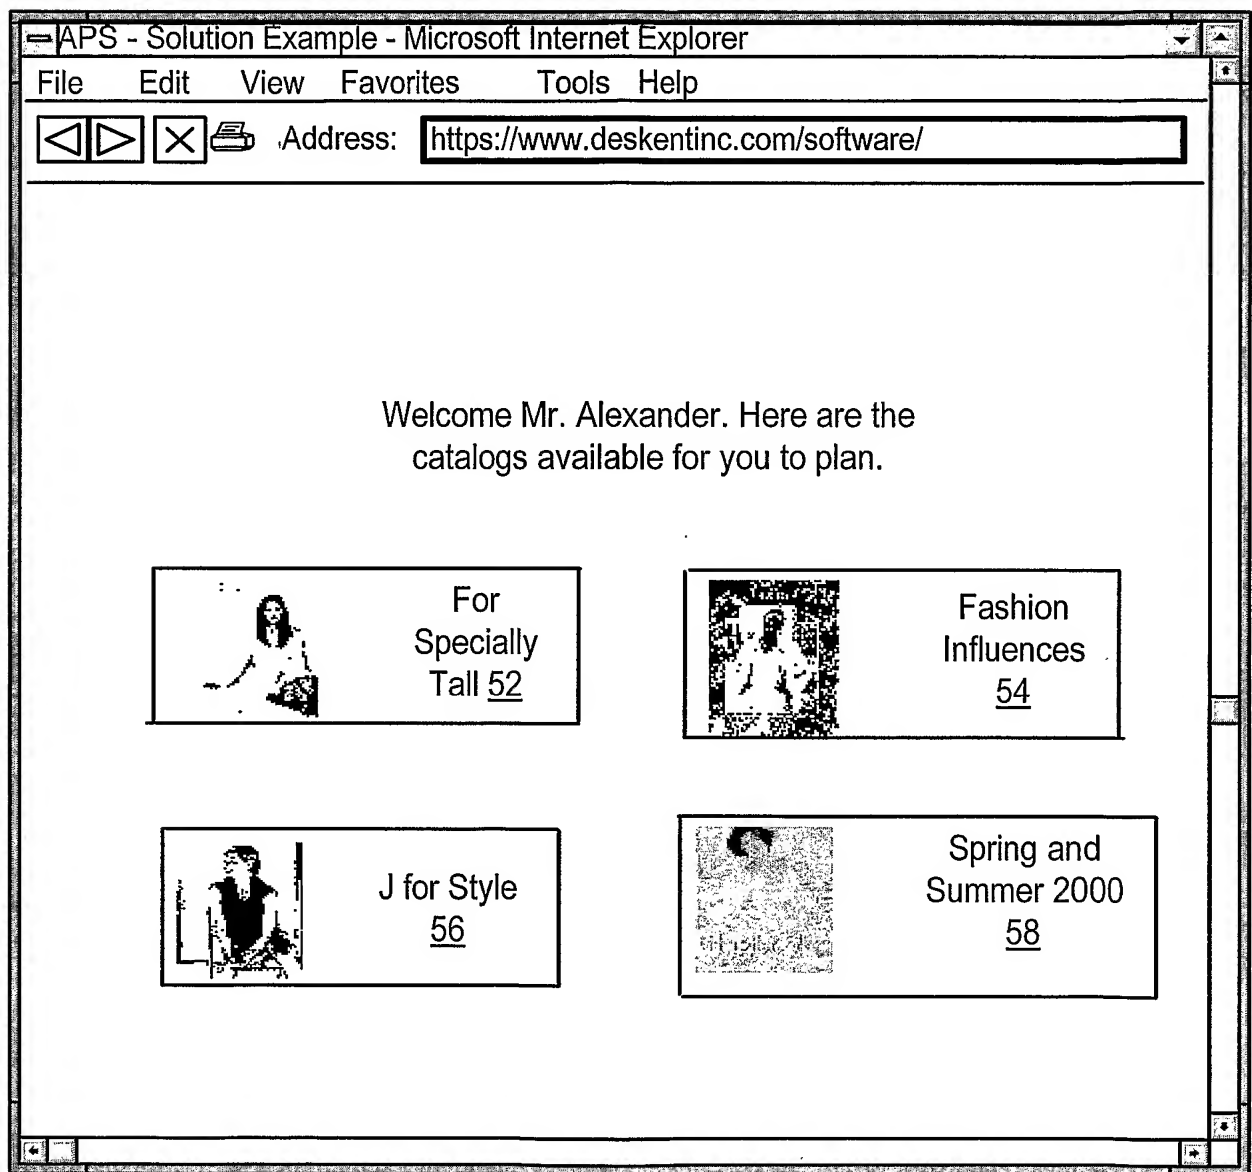 APS - Solution Example - Microsoft Internet Explorer
File Edit View Favorites Tools Help
Address: https://www.deskentinc.com/software/
Welcome Mr. Alexander. Here are the
catalogs available for you to plan.
For
Specially
Tall 52
Fashion
Influences
54
J for Style
56
Spring and
Summer 2000
58